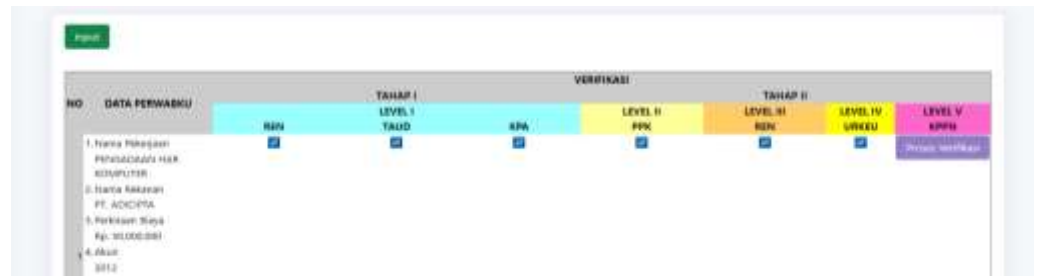 Input
VERIFIKASI
NO DATA PERWABKU TAHAP I TAHAP II
LEVEL I LEVEL II LEVEL III LEVEL IV LEVEL V
REN TAUD KPA PPK REN URKEU KPPN
1. Nama Pekerjaan Proses Verifikasi
PENGADAAN HAR
KOMPUTER
2. Nama Rekanan
PT. ADICIPTA
3. Perkiraan Biaya
Rp.
1 4. Akun